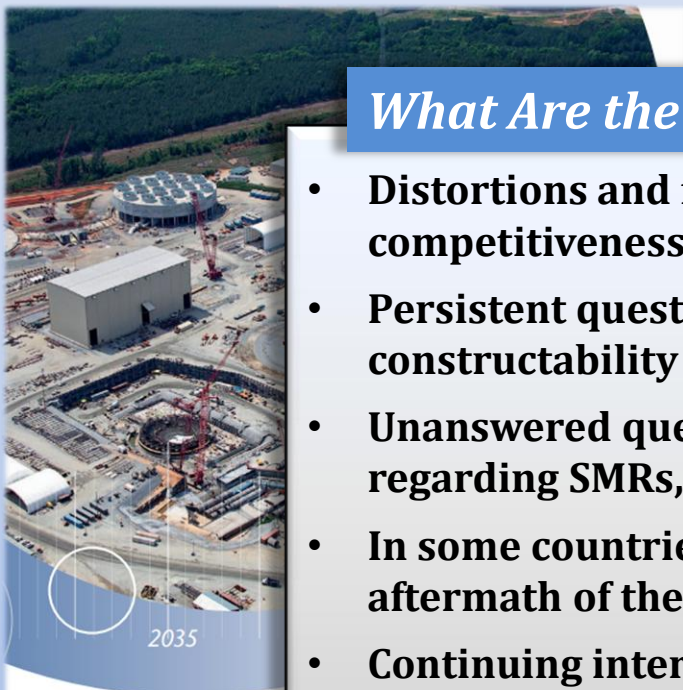 What Are the
• Distortions and
competitiveness
• Persistent quest
constructability
• Unanswered que
regarding SMRs,
• In some countrie
aftermath of the
• Continuing inter
2035